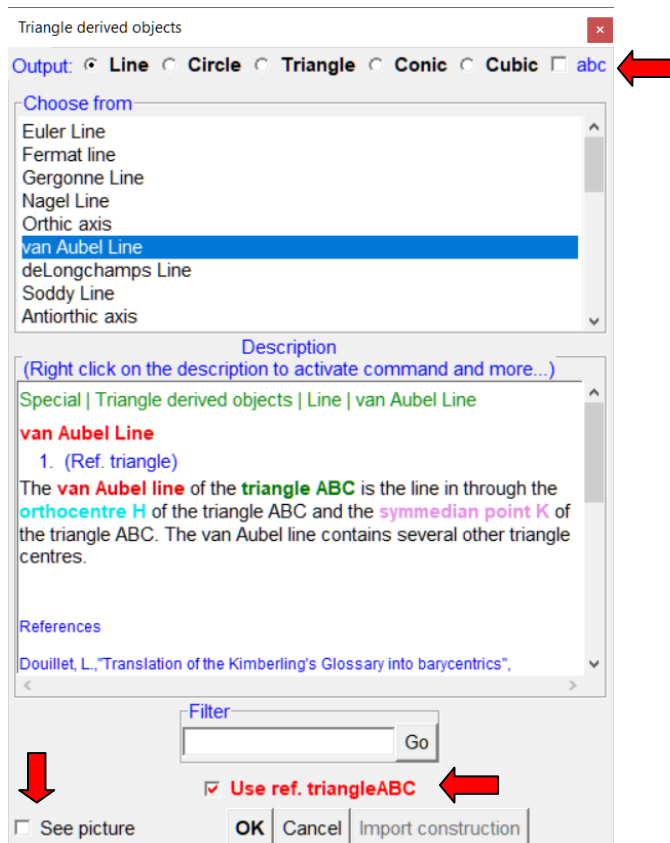 Triangle derived objects
Output: Line Circle Triangle Conic Cubic abc
Choose from
Euler Line
Fermat line
Gergonne Line
Nagel Line
Orthic axis
van Aubel Line
deLongchamps Line
Soddy Line
Antiorthic axis
Description
(Right click on the description to activate command and more...)
Special | Triangle derived objects | Line | van Aubel Line
van Aubel Line
1. (Ref. triangle)
The van Aubel line of the triangle ABC is the line in through the
orthocentre H of the triangle ABC and the symmedian point K of
the triangle ABC. The van Aubel line contains several other triangle
centres.
References
Douillet, L.,"Translation of the Kimberling's Glossary into barycentrics",
Filter
Go
Use ref. triangleABC
See picture OK Cancel Import construction